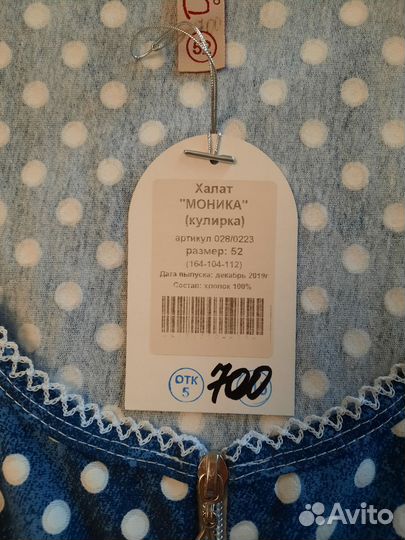 52
Халат
"МОНИКА"
(кулирка)
артикул 028/0223
размер: 52
(164-104-112)
Дата выпуска: декабрь 2019г
Состав: хлопок 100%
ОТК
5
700
Avito